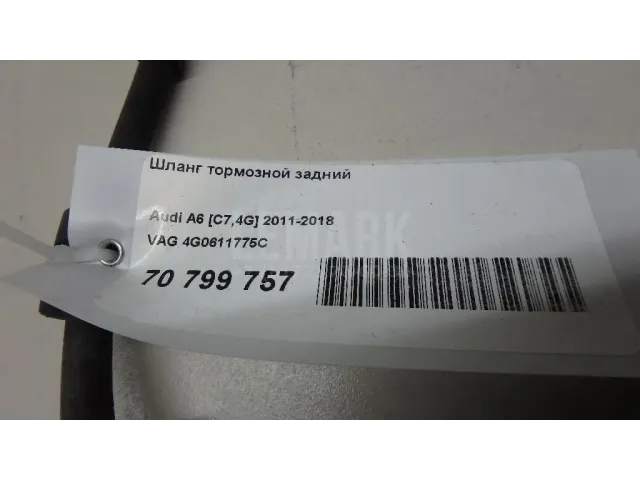 Шланг тормозной задний
Audi A6 [C7,4G] 2011-2018
VAG 4G0611775C
70 799 757